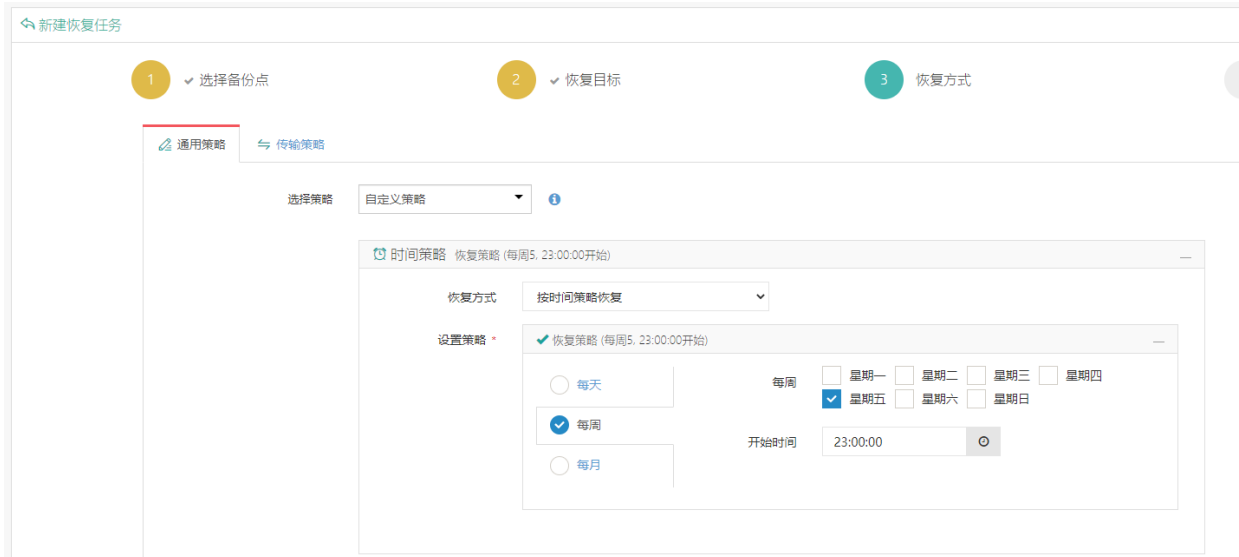 新建恢复任务
1 选择备份点 2 恢复目标 3 恢复方式
通用策略 传输策略
选择策略 自定义策略
时间策略 恢复策略 (每周5, 23:00:00开始)
恢复方式 按时间策略恢复
设置策略 * 恢复策略 (每周5, 23:00:00开始)
每天
每周
每月
每周 星期一 星期二 星期三 星期四
星期五 星期六 星期日
开始时间 23:00:00